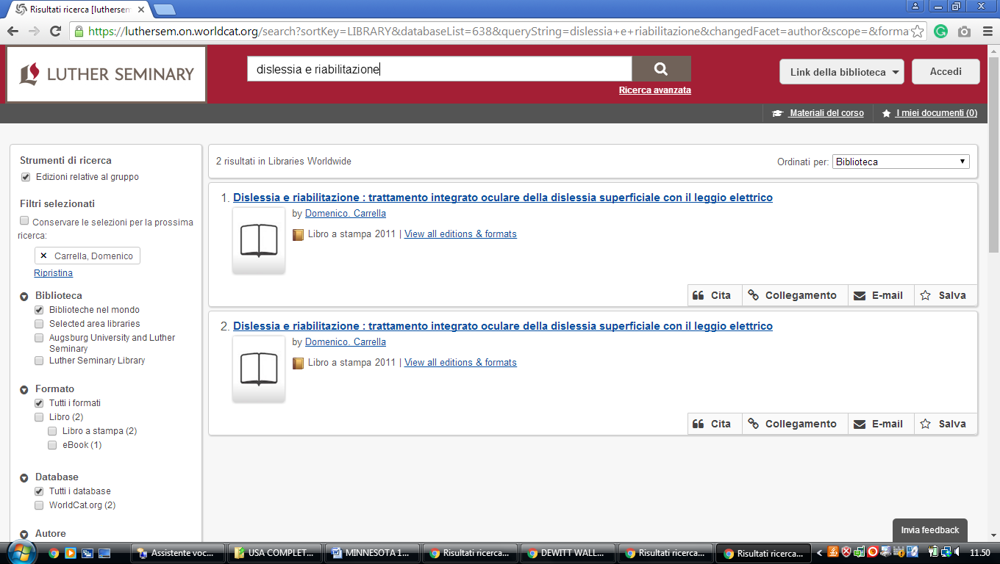 Risultati ricerca [luthersem
https://luthersem.on.worldcat.org/search?sortKey=LIBRARY&databaseList=638&queryString=dislessia+e+riabilitazione&changedFacet=author&scope=&forma
LUTHER SEMINARY
dislessia e riabilitazione
Link della biblioteca
Accedi
Ricerca avanzata
Materiali del corso
I miei documenti (0)
Strumenti di ricerca
Edizioni relative al gruppo
Filtri selezionati
Conservare le selezioni per la prossima
ricerca:
Carrella, Domenico
Ripristina
Biblioteca
Biblioteche nel mondo
Selected area libraries
Augsburg University and Luther
Seminary
Luther Seminary Library
Formato
Tutti i formati
Libro (2)
Libro a stampa (2)
eBook (1)
Database
Tutti i database
WorldCat.org (2)
Autore
2 risultati in Libraries Worldwide
Ordinati per: Biblioteca
1. Dislessia e riabilitazione : trattamento integrato oculare della dislessia superficiale con il leggio elettrico
by Domenico. Carrella
Libro a stampa 2011 | View all editions & formats
Cita Collegamento E-mail Salva
2. Dislessia e riabilitazione : trattamento integrato oculare della dislessia superficiale con il leggio elettrico
by Domenico. Carrella
Libro a stampa 2011 | View all editions & formats
Cita Collegamento E-mail Salva
Invia feedback
Assistente voc... USA COMPLET... MINNESOTA 1... Risultati ricerca... DEWITT WALL... Risultati ricerca... Risultati ricerca... 11.50